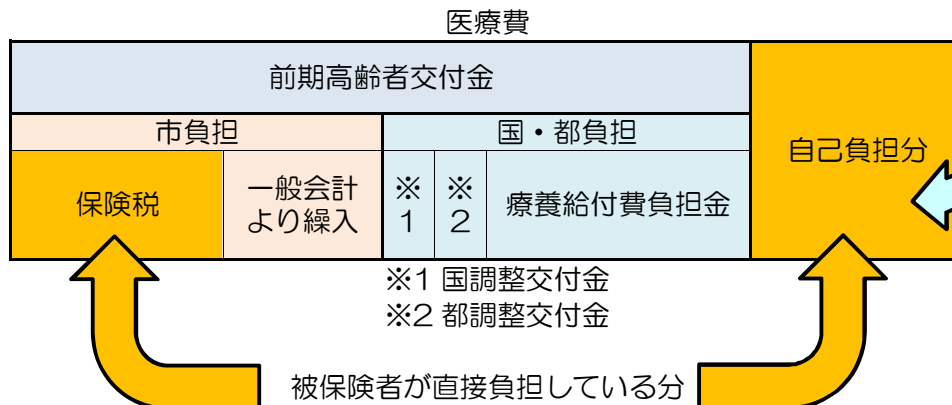 医療費
前期高齢者交付金
市負担
国・都負担
自己負担分
保険税
一般会計
より繰入
※
1
※
2
療養給付費負担金
※1 国調整交付金
※2 都調整交付金
被保険者が直接負担している分